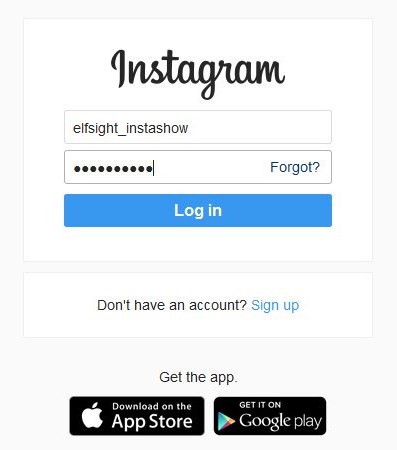 Instagram
elfsight_instashow
●●●●●●●●●● Forgot?
Log in
Don't have an account? Sign up
Get the app.
Download on the
App Store
GET IT ON
Google play